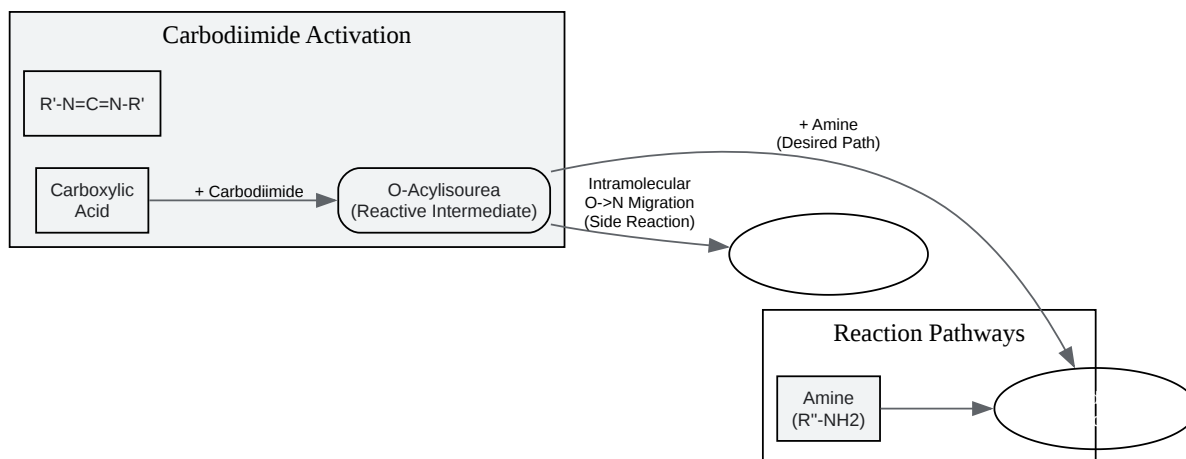 Carbodiimide Activation
R'-N=C=N-R'
Carboxylic
Acid
+ Carbodiimide
O-Acylisourea
(Reactive Intermediate)
+ Amine
(Desired Path)
Intramolecular
O->N Migration
(Side Reaction)
Reaction Pathways
Amine
(R''-NH2)